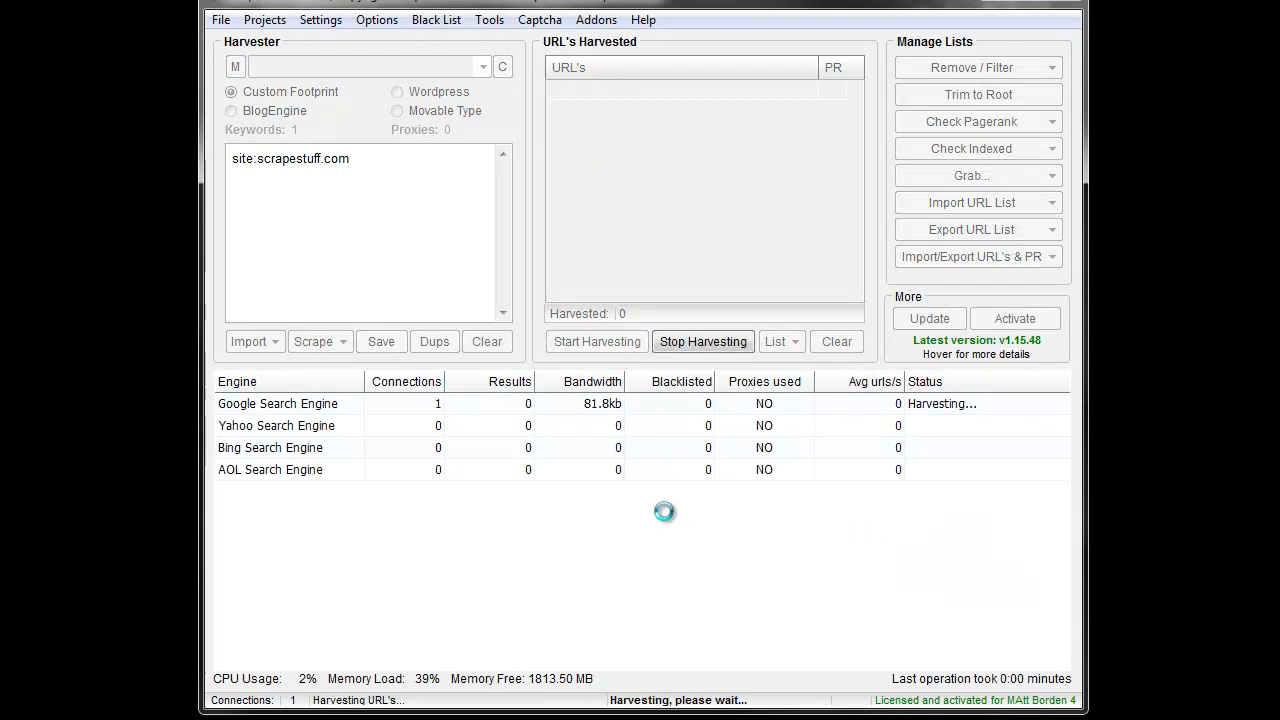 File Projects Settings Options Black List Tools Captcha Addons Help
Harvester
M
C
Custom Footprint
Wordpress
BlogEngine
Movable Type
Keywords: 1
Proxies: 0
site:scrapestuff.com
Import
Scrape
Save
Dups
Clear
URL's Harvested
URL's PR
Harvested: 0
Start Harvesting
Stop Harvesting
List
Clear
Manage Lists
Remove / Filter
Trim to Root
Check Pagerank
Check Indexed
Grab...
Import URL List
Export URL List
Import/Export URL's & PR
More
Update
Activate
Latest version: v1.15.48
Hover for more details
Engine Connections Results Bandwidth Blacklisted Proxies used Avg urls/s Status
Google Search Engine 1 0 81.8kb 0 NO 0 Harvesting...
Yahoo Search Engine 0 0 0 0 NO 0
Bing Search Engine 0 0 0 0 NO 0
AOL Search Engine 0 0 0 0 NO 0
CPU Usage: 2% Memory Load: 39% Memory Free: 1813.50 MB Last operation took 0:00 minutes
Connections: 1 Harvesting URL's... Harvesting, please wait... Licensed and activated for MAtt Borden 4